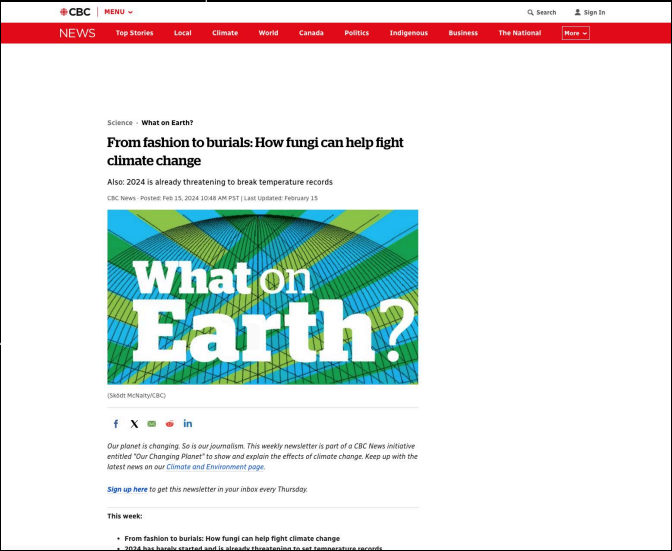 CBC MENU Search Sign In
NEWS Top Stories Local Climate World Canada Politics Indigenous Business The National More
Science · What on Earth?
From fashion to burials: How fungi can help fight
climate change
Also: 2024 is already threatening to break temperature records
CBC News · Posted: Feb 15, 2024 10:48 AM PST | Last Updated: February 15
What on
Earth?
(Sködt McNalty/CBC)
Our planet is changing. So is our journalism. This weekly newsletter is part of a CBC News initiative
entitled "Our Changing Planet" to show and explain the effects of climate change. Keep up with the
latest news on our Climate and Environment page.
Sign up here to get this newsletter in your inbox every Thursday.
This week:
• From fashion to burials: How fungi can help fight climate change
• 2024 has barely started and is already threatening to set temperature records